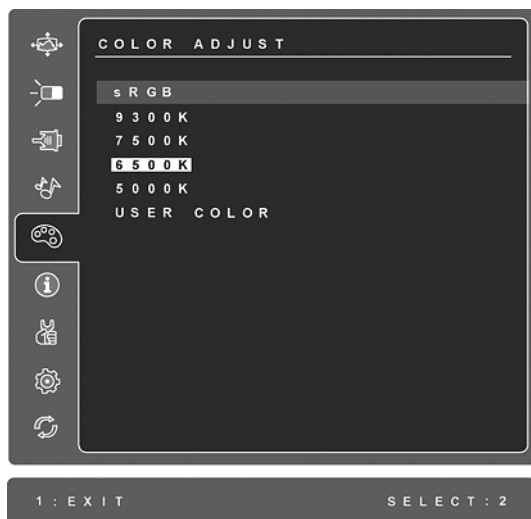 COLOR ADJUST
sRGB
9300K
7500K
6500K
5000K
USER COLOR
1:EXIT SELECT:2